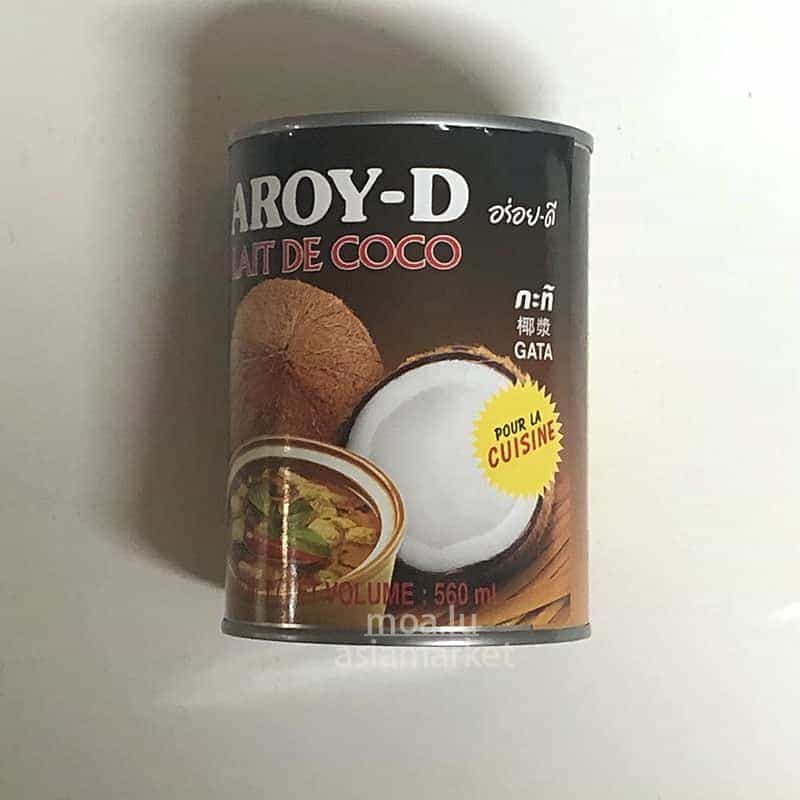 AROY-D
อร่อย-ดี
LAIT DE COCO
กะทิ
椰漿
GATA
POUR LA
CUISINE
VOLUME : 560 ml
moa.lu
asiamarket